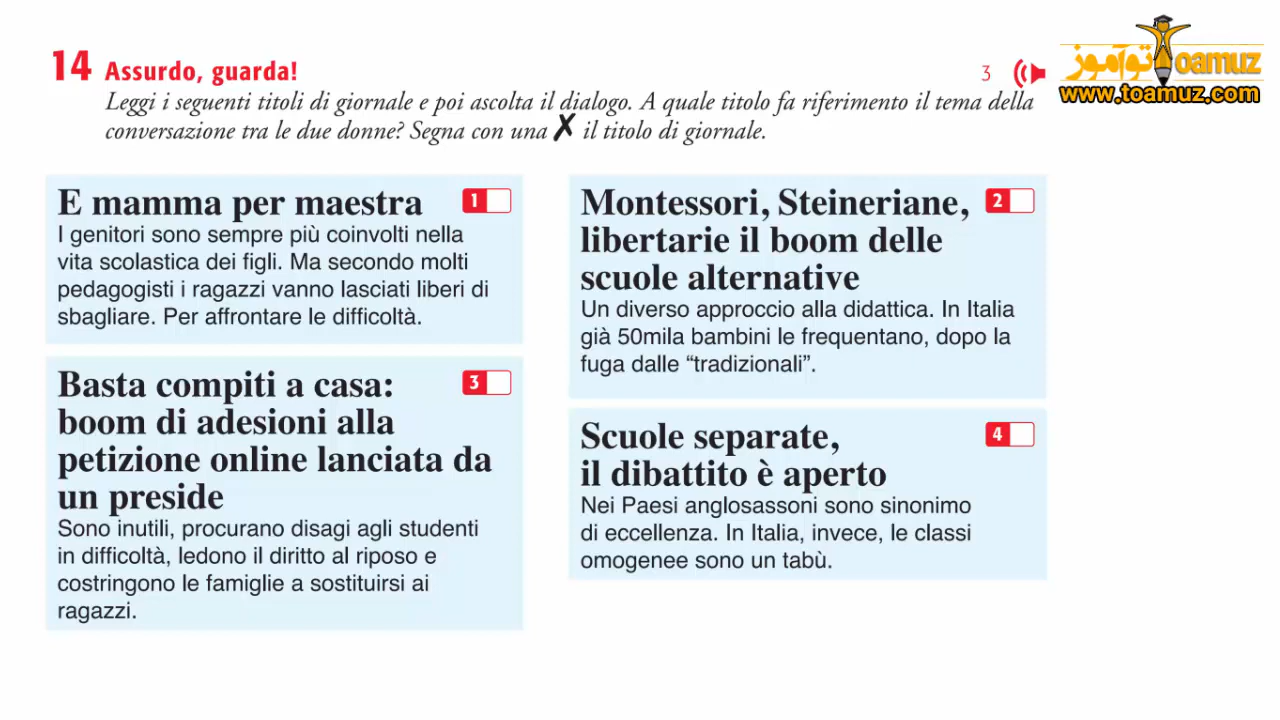 14 Assurdo, guarda!
3
Leggi i seguenti titoli di giornale e poi ascolta il dialogo. A quale titolo fa riferimento il tema della
conversazione tra le due donne? Segna con una ✗ il titolo di giornale.
توآموز Toamuz
www.toamuz.com
E mamma per maestra 1
I genitori sono sempre più coinvolti nella
vita scolastica dei figli. Ma secondo molti
pedagogisti i ragazzi vanno lasciati liberi di
sbagliare. Per affrontare le difficoltà.
Montessori, Steineriane, 2
libertarie il boom delle
scuole alternative
Un diverso approccio alla didattica. In Italia
già 50mila bambini le frequentano, dopo la
fuga dalle “tradizionali”.
Basta compiti a casa: 3
boom di adesioni alla
petizione online lanciata da
un preside
Sono inutili, procurano disagi agli studenti
in difficoltà, ledono il diritto al riposo e
costringono le famiglie a sostituirsi ai
ragazzi.
Scuole separate, 4
il dibattito è aperto
Nei Paesi anglosassoni sono sinonimo
di eccellenza. In Italia, invece, le classi
omogenee sono un tabù.